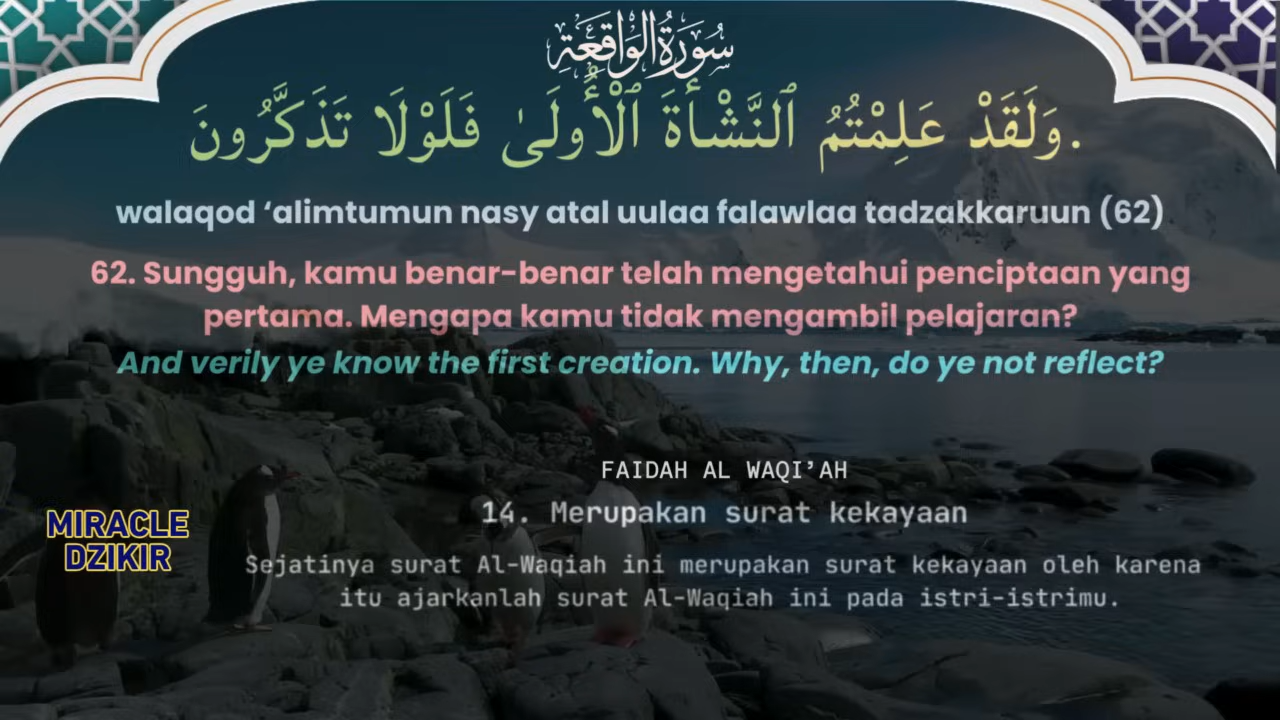 سُورَةُ الْوَاقِعَةِ
وَلَقَدْ عَلِمْتُمُ ٱلنَّشْأَةَ ٱلْأُولَىٰ فَلَوْلَا تَذَكَّرُونَ.
walaqod ‘alimtumun nasy atal uulaa falawlaa tadzakkaruun (62)
62. Sungguh, kamu benar-benar telah mengetahui penciptaan yang
pertama. Mengapa kamu tidak mengambil pelajaran?
And verily ye know the first creation. Why, then, do ye not reflect?
FAIDAH AL WAQI’AH
14. Merupakan surat kekayaan
Sejatinya surat Al-Waqiah ini merupakan surat kekayaan oleh karena
itu ajarkanlah surat Al-Waqiah ini pada istri-istrimu.
MIRACLE
DZIKIR